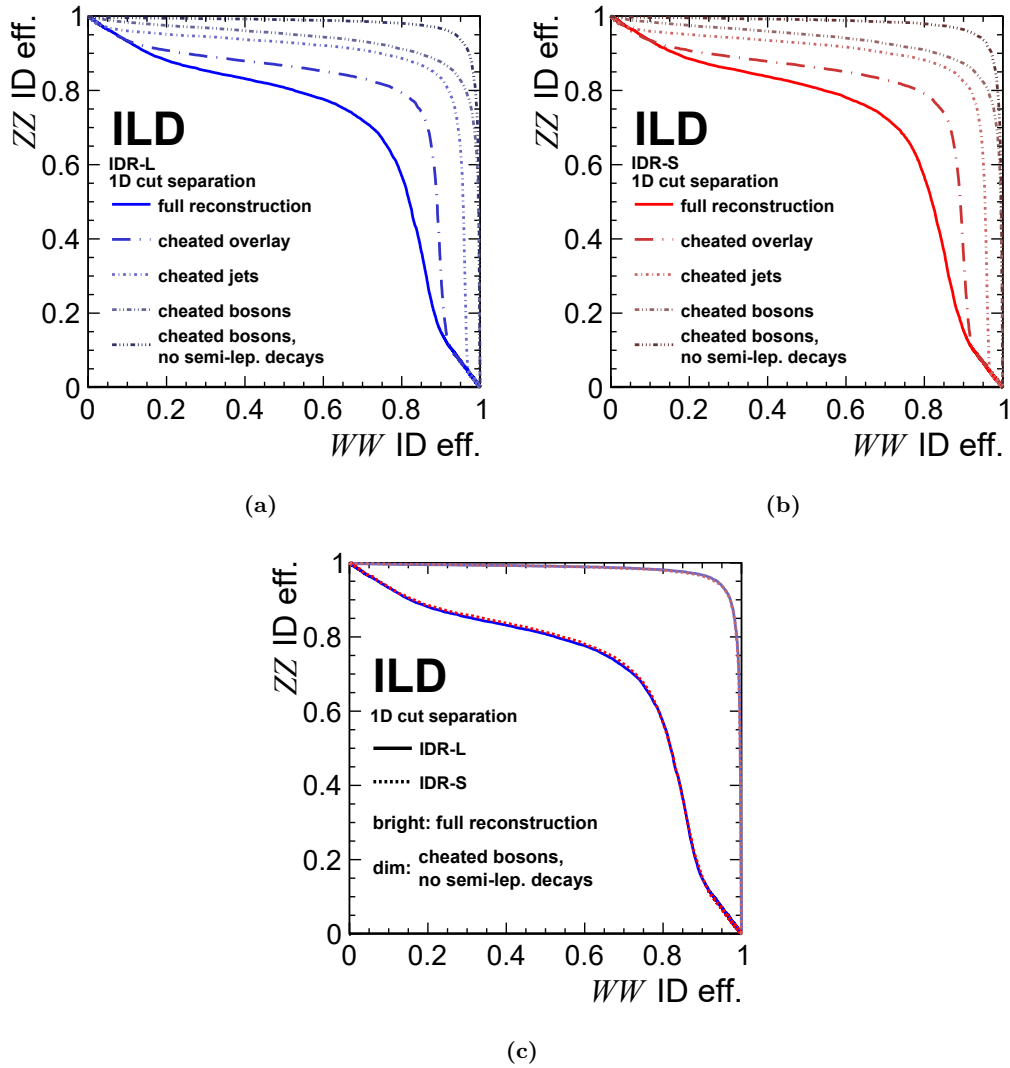 1
0.8
0.6
0.4
0.2
0
ZZ ID eff.
ILD
IDR-L
1D cut separation
full reconstruction
cheated overlay
cheated jets
cheated bosons
cheated bosons,
no semi-lep. decays
0 0.2 0.4 0.6 0.8 1
WW ID eff.
(a)
1
0.8
0.6
0.4
0.2
0
ZZ ID eff.
ILD
IDR-S
1D cut separation
full reconstruction
cheated overlay
cheated jets
cheated bosons
cheated bosons,
no semi-lep. decays
0 0.2 0.4 0.6 0.8 1
WW ID eff.
(b)
1
0.8
0.6
0.4
0.2
0
ZZ ID eff.
ILD
1D cut separation
IDR-L
IDR-S
bright: full reconstruction
dim: cheated bosons,
no semi-lep. decays
0 0.2 0.4 0.6 0.8 1
WW ID eff.
(c)